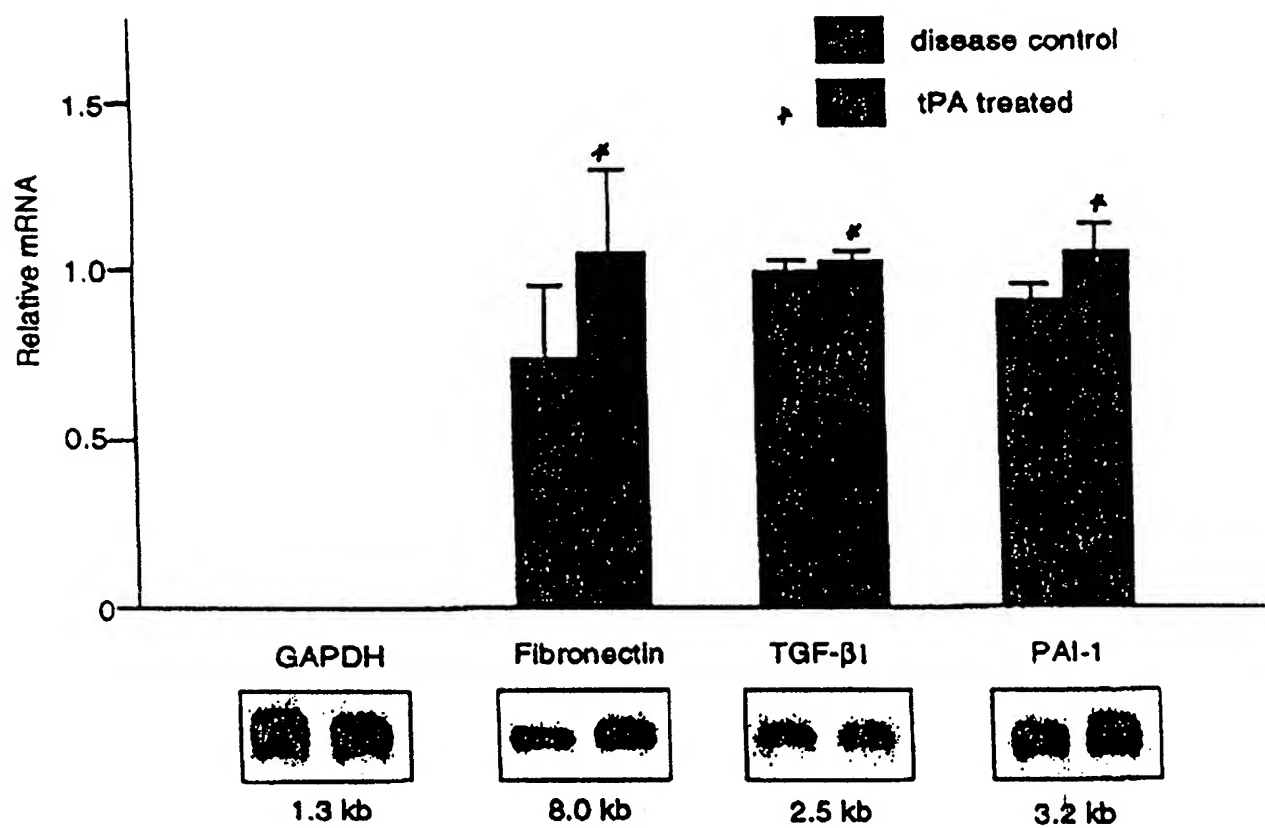 disease control
* tPA treated
1.5
*
*
*
Relative mRNA
1.0
0.5
0
GAPDH Fibronectin TGF-β1 PAI-1
1.3 kb 8.0 kb 2.5 kb 3.2 kb